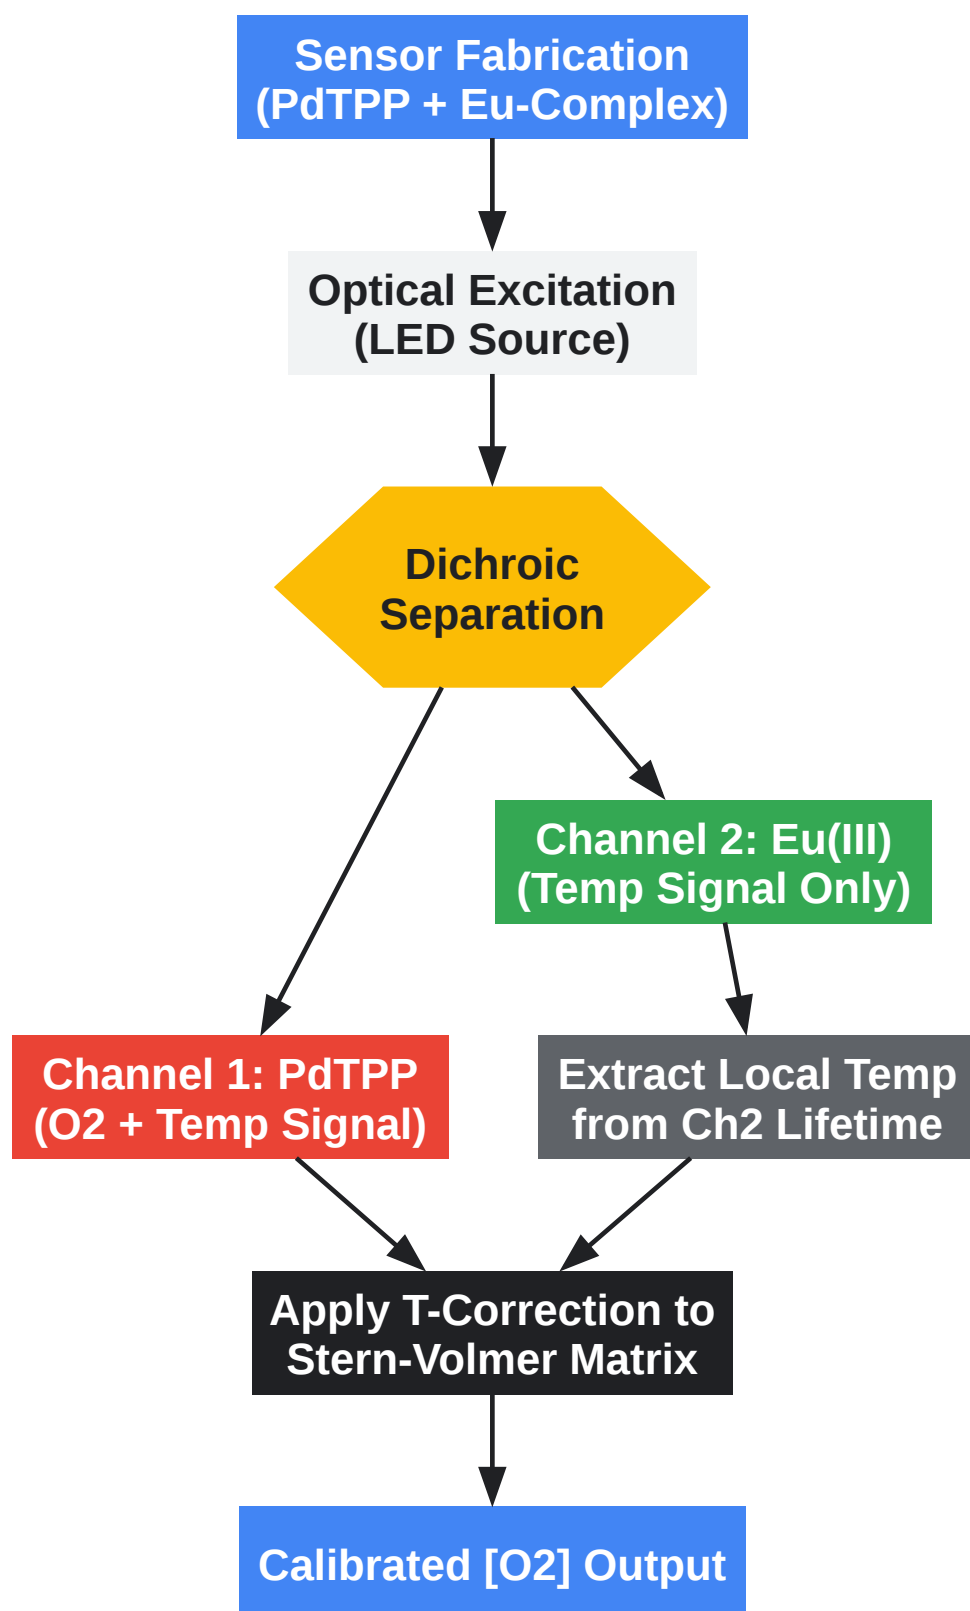 Sensor Fabrication
(PdTPP + Eu-Complex)
Optical Excitation
(LED Source)
Dichroic
Separation
Channel 2: Eu(III)
(Temp Signal Only)
Channel 1: PdTPP
(O2 + Temp Signal)
Extract Local Temp
from Ch2 Lifetime
Apply T-Correction to
Stern-Volmer Matrix
Calibrated [O2] Output